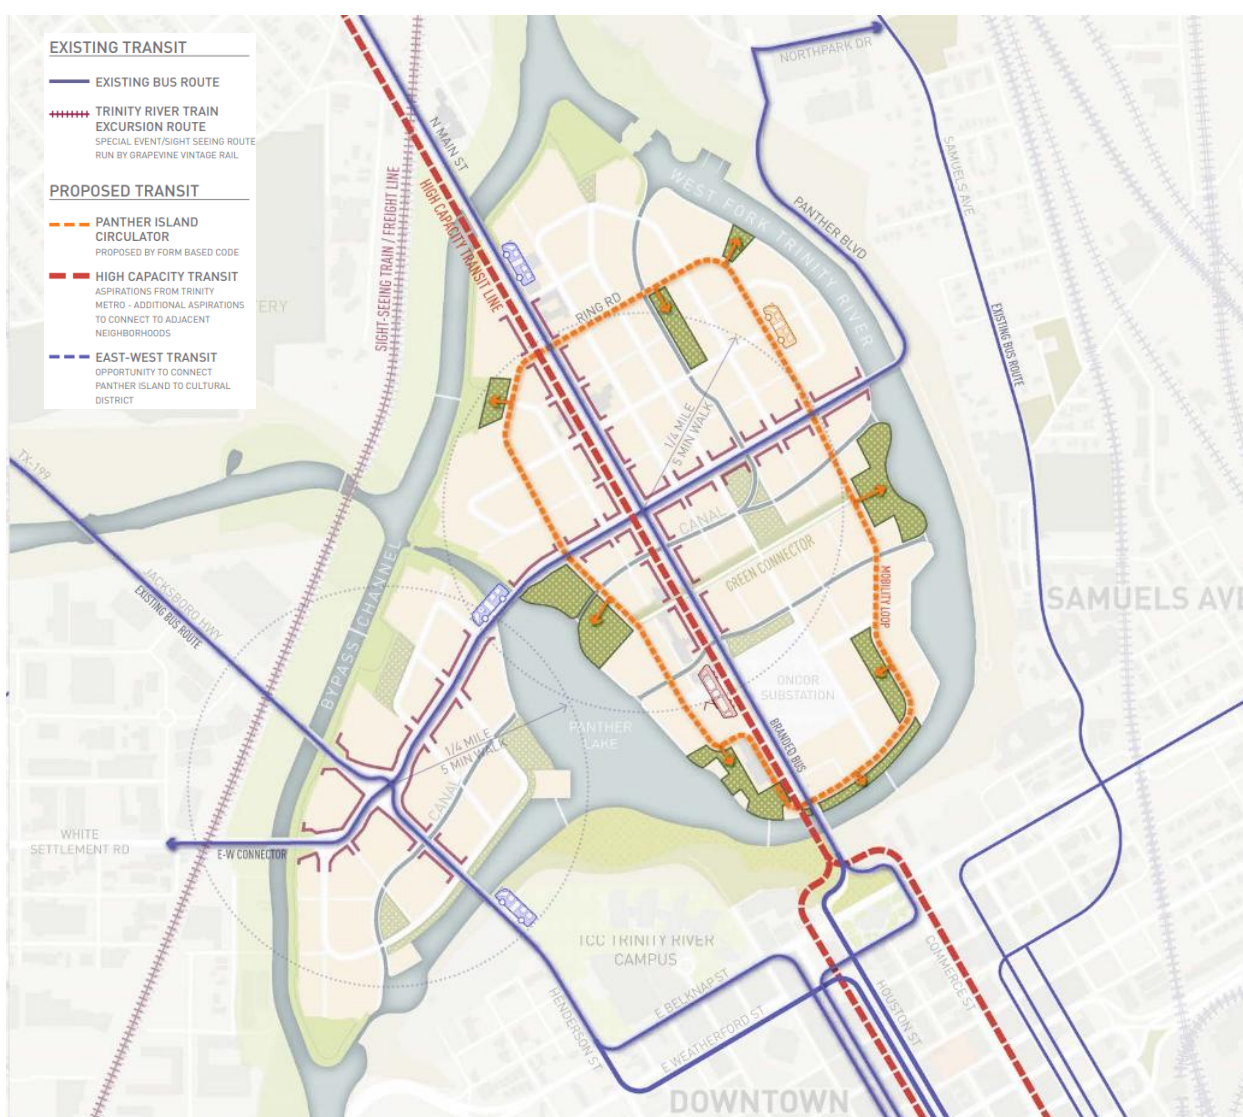 EXISTING TRANSIT
EXISTING BUS ROUTE
TRINITY RIVER TRAIN
EXCURSION ROUTE
SPECIAL EVENT/SIGHT SEEING ROUTE
RUN BY GRAPEVINE VINTAGE RAIL
PROPOSED TRANSIT
PANTHER ISLAND
CIRCULATOR
PROPOSED BY FORM BASED CODE
HIGH CAPACITY TRANSIT
ASPIRATIONS FROM TRINITY
METRO - ADDITIONAL ASPIRATIONS
TO CONNECT TO ADJACENT
NEIGHBORHOODS
EAST-WEST TRANSIT
OPPORTUNITY TO CONNECT
PANTHER ISLAND TO CULTURAL
DISTRICT
ERY
NORTHPARK DR
N MAIN ST
SAMUELS AVE
WEST FORK TRINITY RIVER
SIGHT-SEEING TRAIN / FREIGHT LINE
HIGH CAPACITY TRANSIT LINE
PANTHER BLVD
RING RD
EXISTING BUS ROUTE
1/4 MILE
5 MIN WALK
TX-199
CANAL
GREEN CONNECTOR
JACKSBORO HWY
EXISTING BUS ROUTE
BYPASS CHANNEL
MOBILITY LOOP
SAMUELS AVE
ONCOR
SUBSTATION
PANTHER
LAKE
BRANDED BUS
1/4 MILE
5 MIN WALK
CANAL
WHITE
SETTLEMENT RD
E-W CONNECTOR
TCC TRINITY RIVER
CAMPUS
E BELKNAP ST
COMMERCE ST
HENDERSON ST
E WEATHERFORD ST
HOUSTON ST
DOWNTOWN